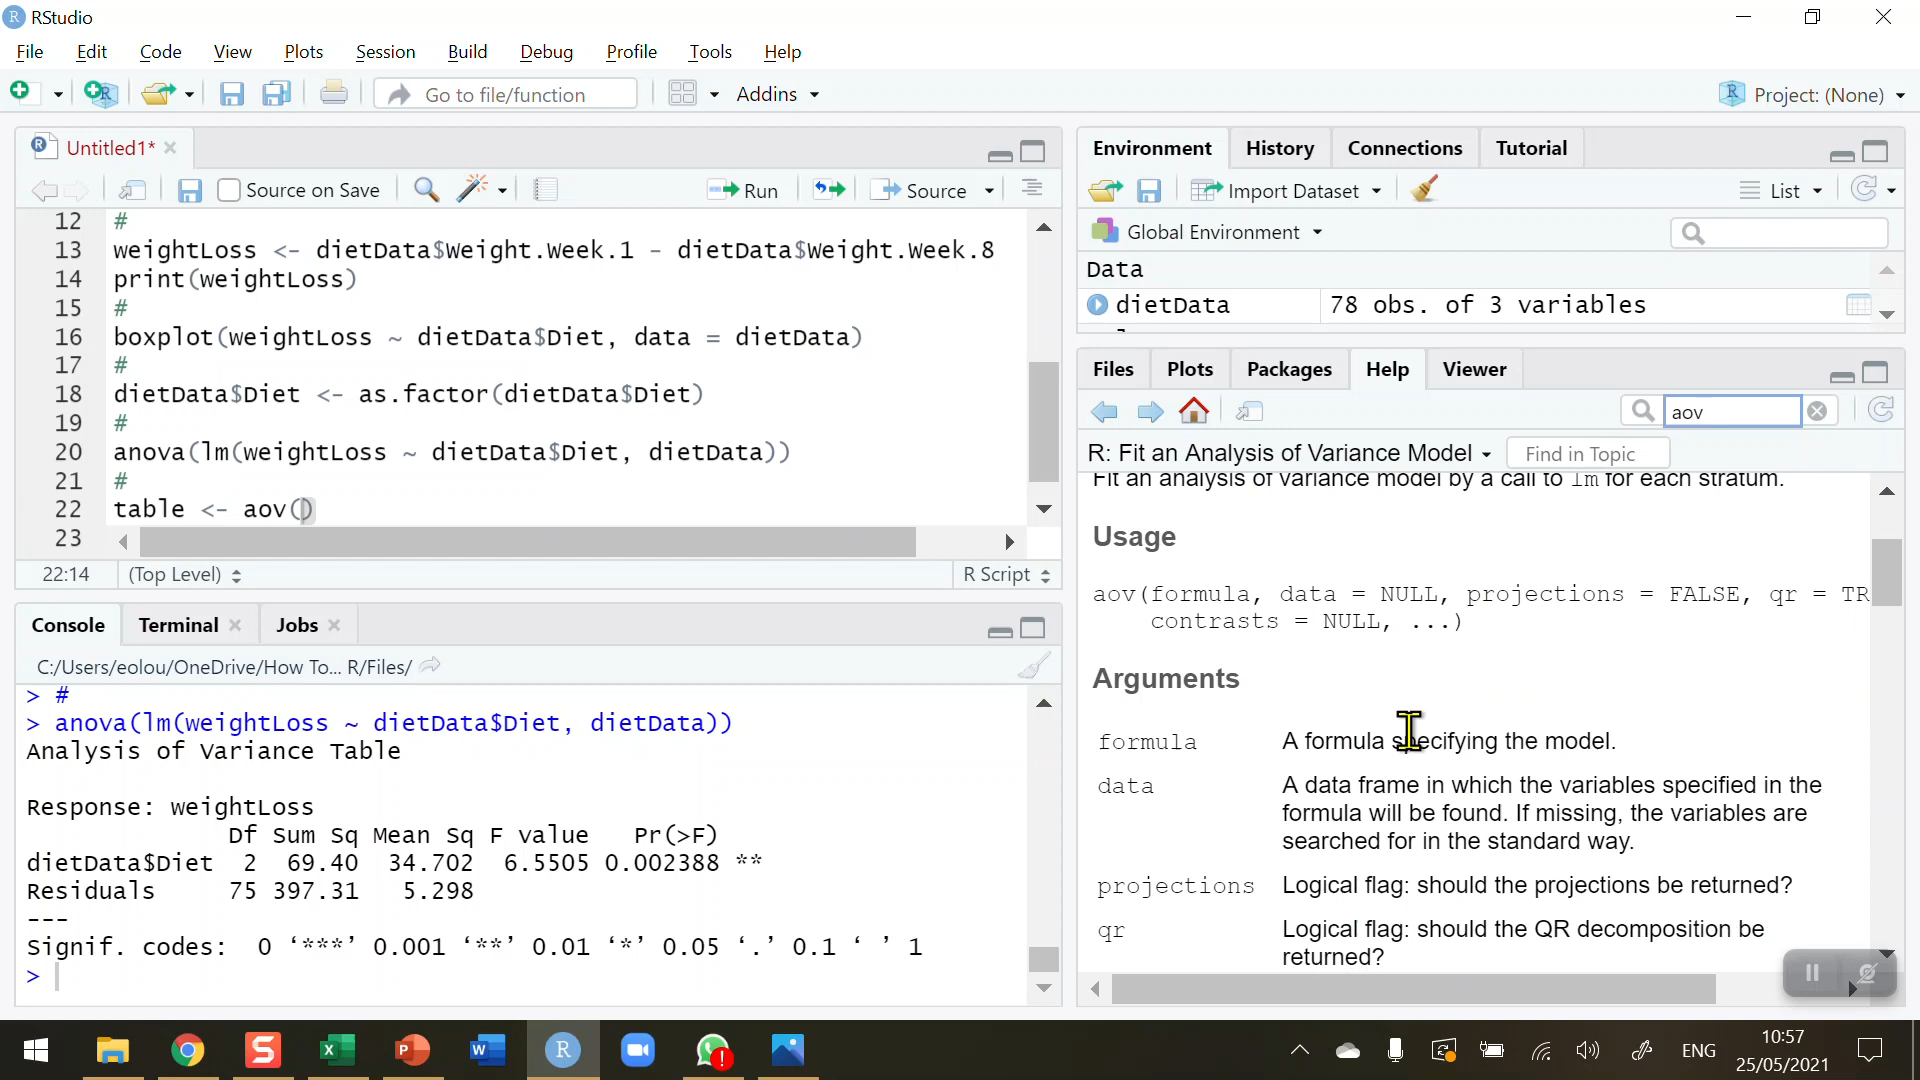 RStudio
File Edit Code View Plots Session Build Debug Profile Tools Help
Go to file/function Addins Project: (None)
Untitled1*
Source on Save Run Source
12 #
13 weightLoss <- dietData$Weight.Week.1 - dietData$Weight.Week.8
14 print(weightLoss)
15 #
16 boxplot(weightLoss ~ dietData$Diet, data = dietData)
17 #
18 dietData$Diet <- as.factor(dietData$Diet)
19 #
20 anova(lm(weightLoss ~ dietData$Diet, dietData))
21 #
22 table <- aov()
23
22:14 (Top Level) R Script
Console Terminal Jobs
C:/Users/eolou/OneDrive/How To... R/Files/
> #
> anova(lm(weightLoss ~ dietData$Diet, dietData))
Analysis of Variance Table
Response: weightLoss
Df Sum Sq Mean Sq F value Pr(>F)
dietData$Diet 2 69.40 34.702 6.5505 0.002388 **
Residuals 75 397.31 5.298
---
Signif. codes: 0 ‘***’ 0.001 ‘**’ 0.01 ‘*’ 0.05 ‘.’ 0.1 ‘ ’ 1
>
Environment History Connections Tutorial
Import Dataset List
Global Environment
Data
dietData 78 obs. of 3 variables
Files Plots Packages Help Viewer
aov
R: Fit an Analysis of Variance Model Find in Topic
Fit an analysis of variance model by a call to lm for each stratum.
Usage
aov(formula, data = NULL, projections = FALSE, qr = TR
contrasts = NULL, ...)
Arguments
formula A formula specifying the model.
data A data frame in which the variables specified in the
formula will be found. If missing, the variables are
searched for in the standard way.
projections Logical flag: should the projections be returned?
qr Logical flag: should the QR decomposition be
returned?
ENG
10:57
25/05/2021